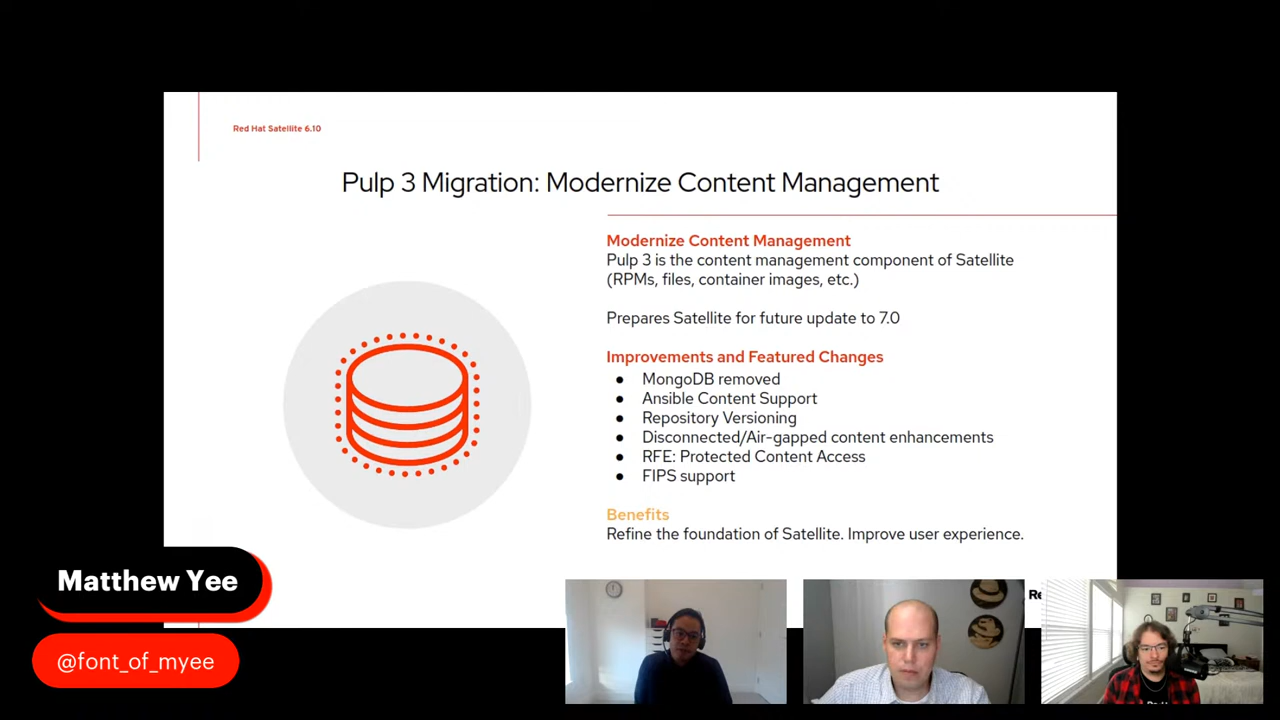 Red Hat Satellite 6.10
Pulp 3 Migration: Modernize Content Management
Modernize Content Management
Pulp 3 is the content management component of Satellite
(RPMs, files, container images, etc.)
Prepares Satellite for future update to 7.0
Improvements and Featured Changes
● MongoDB removed
● Ansible Content Support
● Repository Versioning
● Disconnected/Air-gapped content enhancements
● RFE: Protected Content Access
● FIPS support
Benefits
Refine the foundation of Satellite. Improve user experience.
Matthew Yee
@font_of_myee
Re